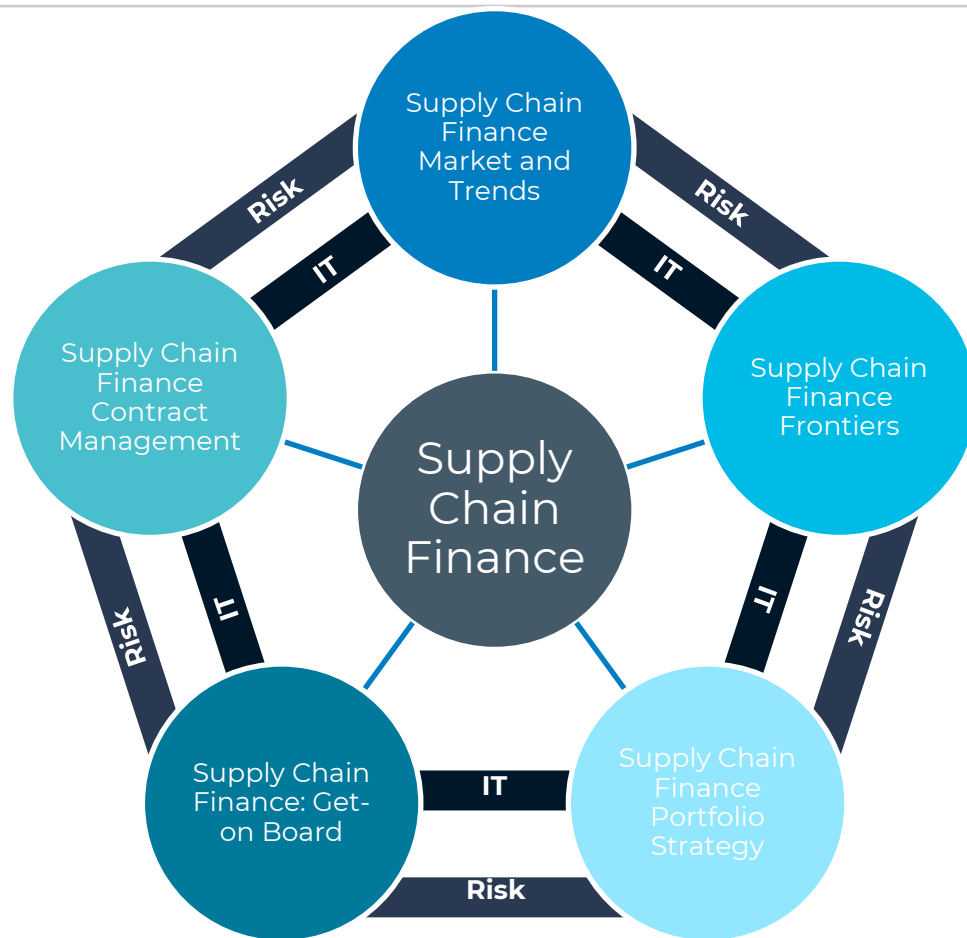 Supply Chain
Finance
Market and
Trends
Risk
Risk
IT
IT
Supply Chain
Finance
Contract
Management
Supply Chain
Finance
Frontiers
Supply
Chain
Finance
IT
IT
Risk
Risk
Supply Chain
Finance: Get-
on Board
IT
Supply Chain
Finance
Portfolio
Strategy
Risk